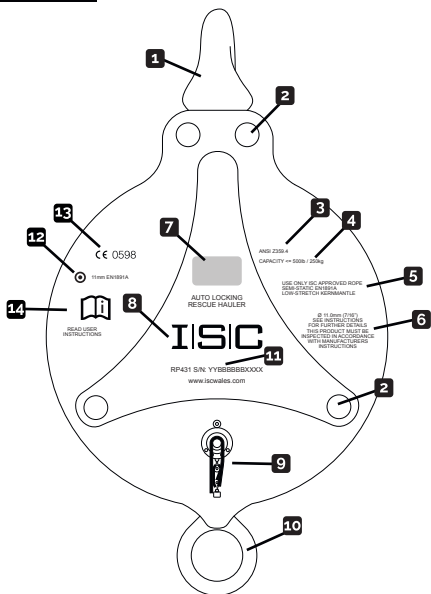 1
2
3
13
4
7
12
CE 0598
ANSI Z359.4
CAPACITY <= 500lb / 250kg
11mm EN1891A
5
USE ONLY ISC APPROVED ROPE
SEMI-STATIC EN1891A
LOW-STRETCH KERNMANTLE
14
8
AUTO LOCKING
RESCUE HAULER
6
Ø 11.0mm (7/16")
SEE INSTRUCTIONS
FOR FURTHER DETAILS
THIS PRODUCT MUST BE
INSPECTED IN ACCORDANCE
WITH MANUFACTURERS
INSTRUCTIONS
READ USER
INSTRUCTIONS
ISC
11
RP431 S/N: YYBBBBBBXXXX
www.iscwales.com
2
9
10